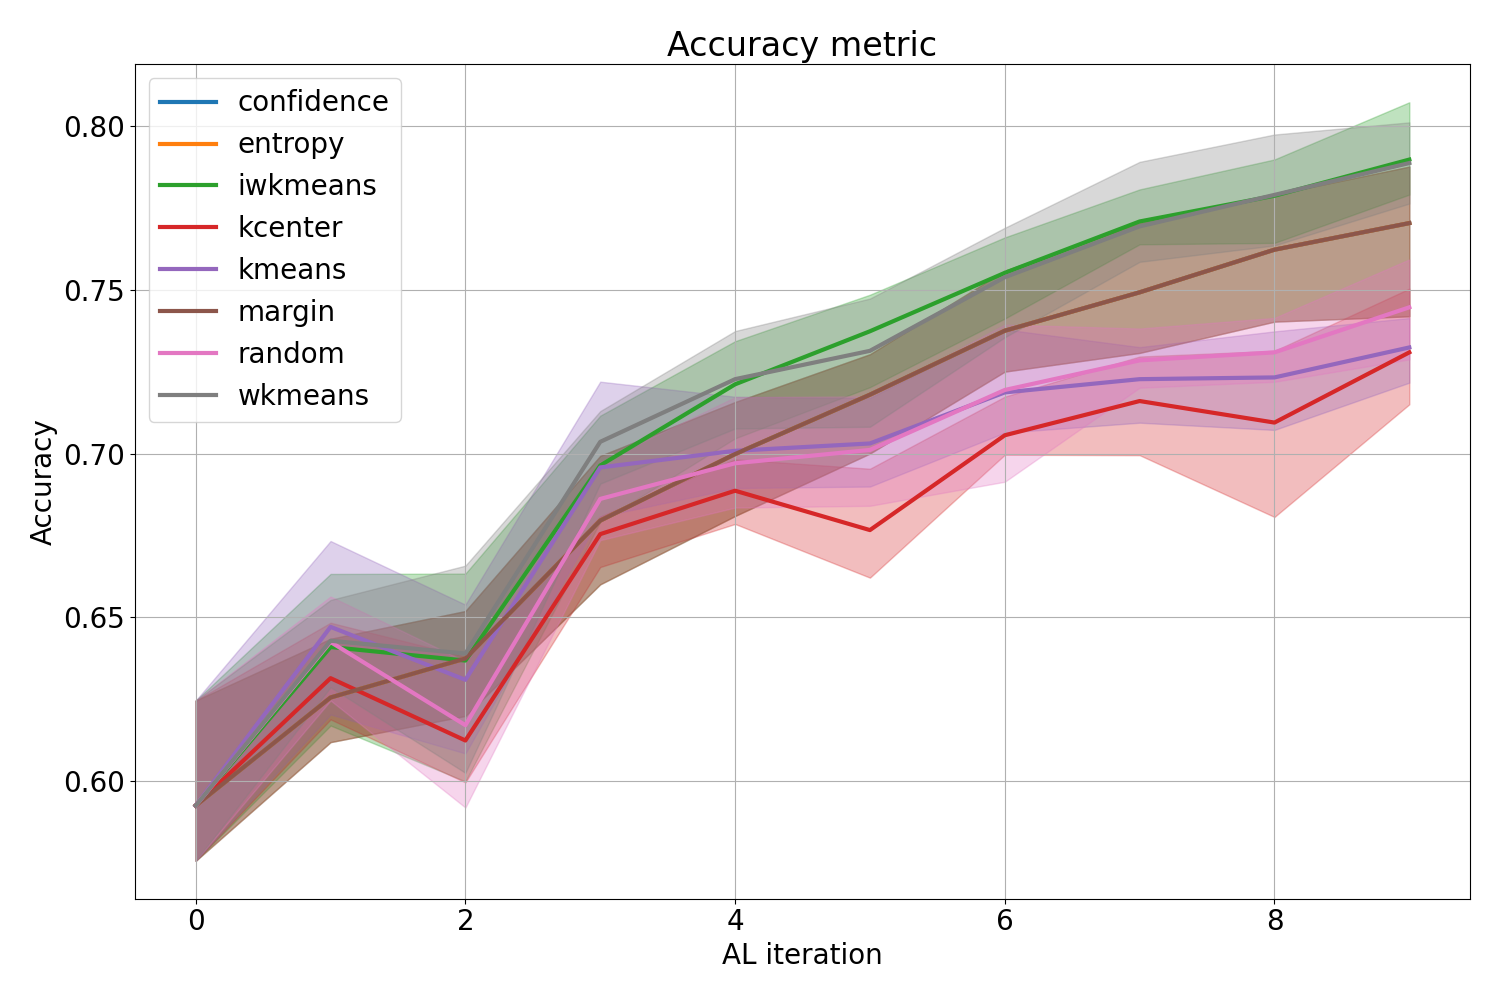 Accuracy metric
confidence
entropy
iwkmeans
kcenter
kmeans
margin
random
wkmeans
0.80
0.75
0.70
0.65
0.60
Accuracy
0 2 4 6 8
AL iteration